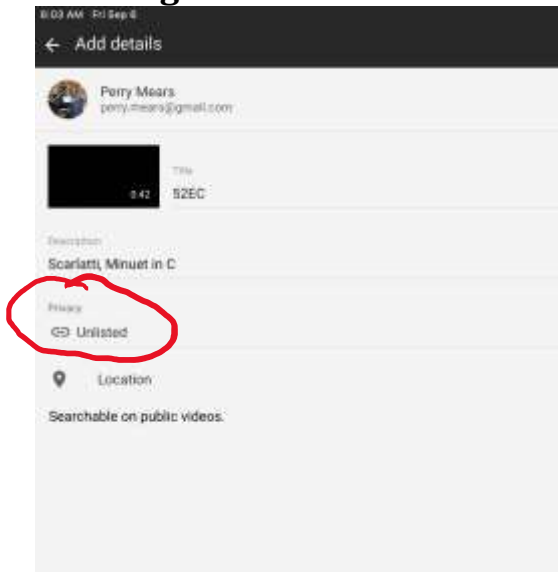 8:03 AM Fri Sep 6
← Add details
Perry Mears
perry.mears@gmail.com
Title
0:42 S2EC
Description
Scarlatti, Minuet in C
Privacy
Unlisted
Location
Searchable on public videos.